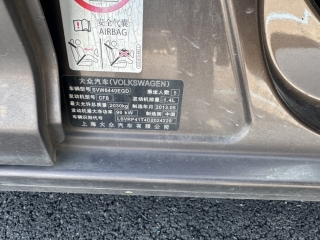 安全气囊
AIRBAG
大众汽车(VOLKSWAGEN)
车辆型号 SVW6440EGD 乘坐人数 5
发动机型号 CFB 发动机排量 1.4L
最大允许总质量 2030kg 制造年月 2013.05
发动机最大净功率 96 kW 制造国 中国
车辆识别代号
上海大众汽车有限公司